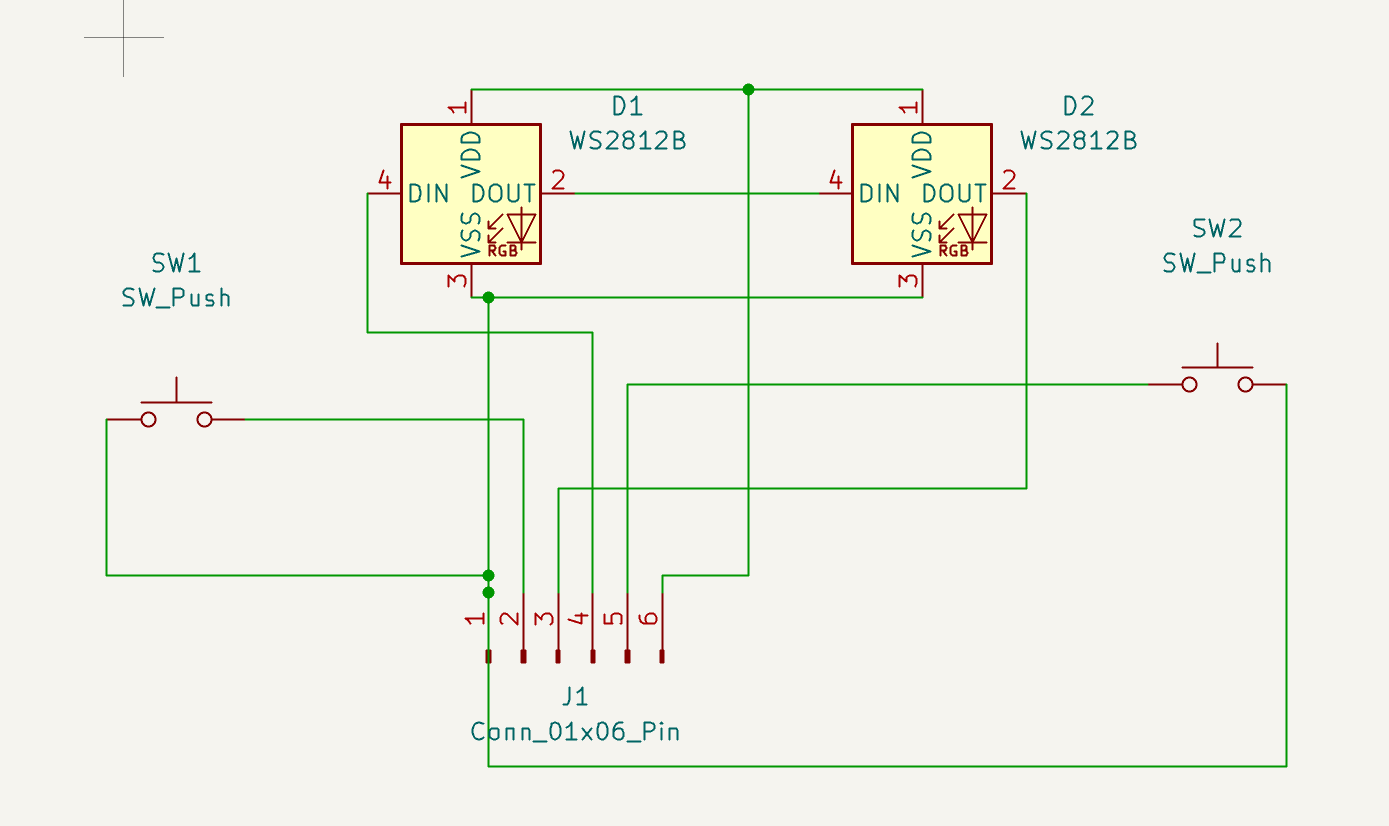 D1
WS2812B
1
VDD
4
DIN
DOUT
2
VSS
RGB
3
D2
WS2812B
1
VDD
4
DIN
DOUT
2
VSS
RGB
3
SW1
SW_Push
SW2
SW_Push
1 2 3 4 5 6
J1
Conn_01x06_Pin